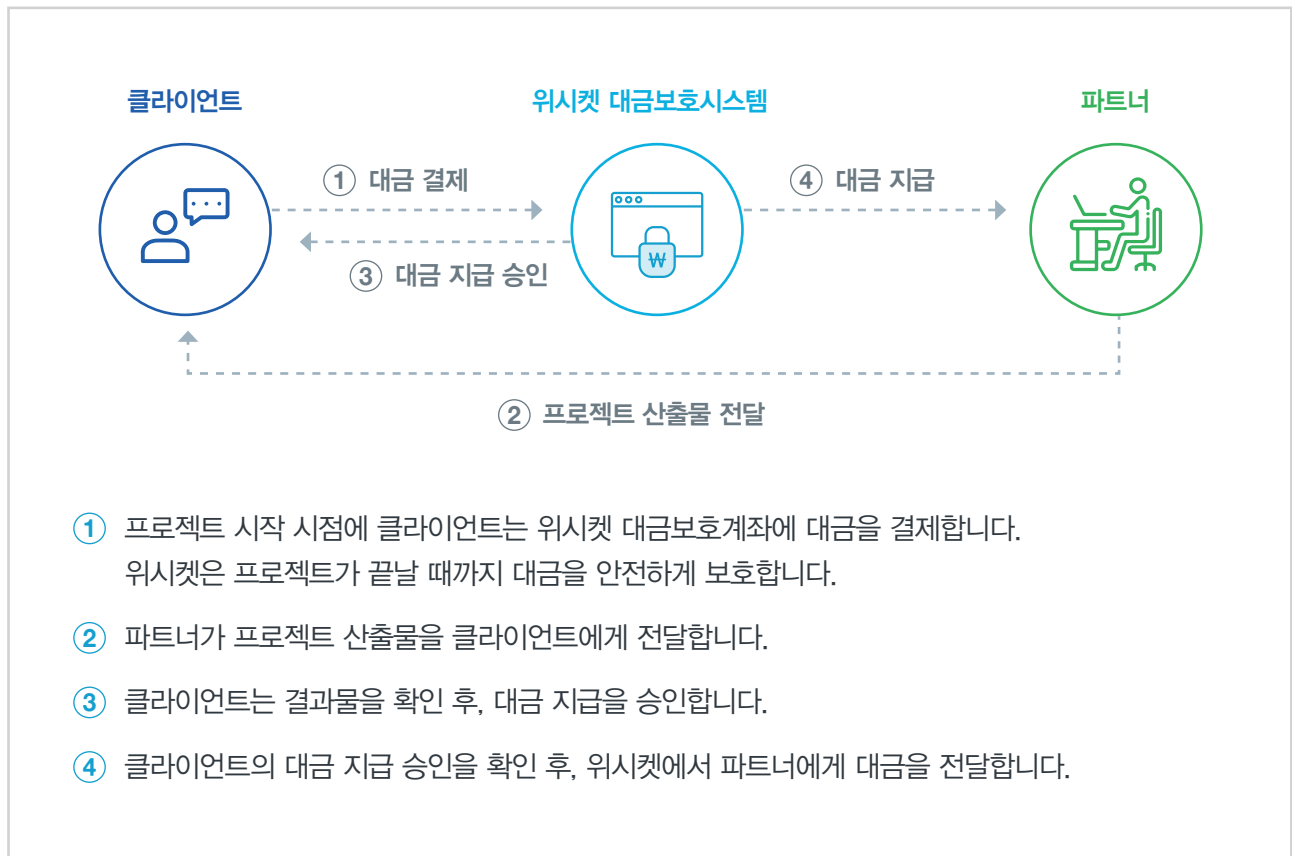 클라이언트
위시켓 대금보호시스템
파트너
① 대금 결제
④ 대금 지급
₩
③ 대금 지급 승인
② 프로젝트 산출물 전달
① 프로젝트 시작 시점에 클라이언트는 위시켓 대금보호계좌에 대금을 결제합니다.
위시켓은 프로젝트가 끝날 때까지 대금을 안전하게 보호합니다.
② 파트너가 프로젝트 산출물을 클라이언트에게 전달합니다.
③ 클라이언트는 결과물을 확인 후, 대금 지급을 승인합니다.
④ 클라이언트의 대금 지급 승인을 확인 후, 위시켓에서 파트너에게 대금을 전달합니다.